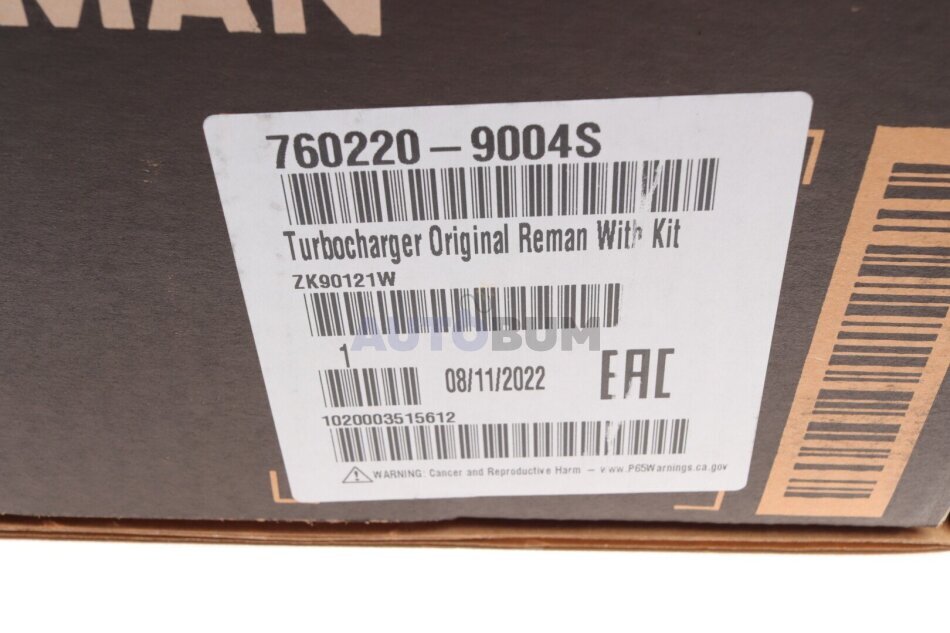 MAN
760220-9004S
Turbocharger Original Reman With Kit
ZK90121W
AUTOBUM
1
08/11/2022
EAC
1020003515612
WARNING: Cancer and Reproductive Harm - www.P65Warnings.ca.gov